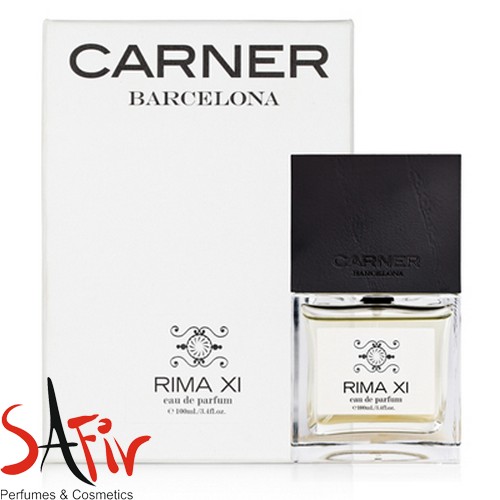 CARNER
BARCELONA
RIMA XI
eau de parfum
℮ 100ml./3.4fl.oz.
CARNER
BARCELONA
RIMA XI
eau de parfum
℮ 100ml./3.4fl.oz.
SAFiv
Perfumes & Cosmetics